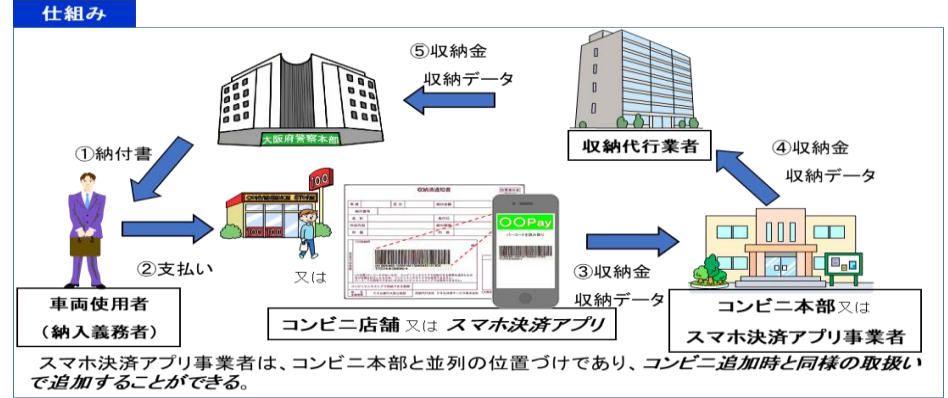 仕組み
⑤収納金
収納データ
大阪府警察本部
収納代行業者
①納付書
④収納金
収納データ
収納済通知書
〇〇Pay
②支払い
又は
③収納金
収納データ
車両使用者
(納入義務者)
コンビニ店舗 又は スマホ決済アプリ
コンビニ本部 又は
スマホ決済アプリ事業者
スマホ決済アプリ事業者は、コンビニ本部と並列の位置づけであり、コンビニ追加時と同様の取扱い
で追加することができる。